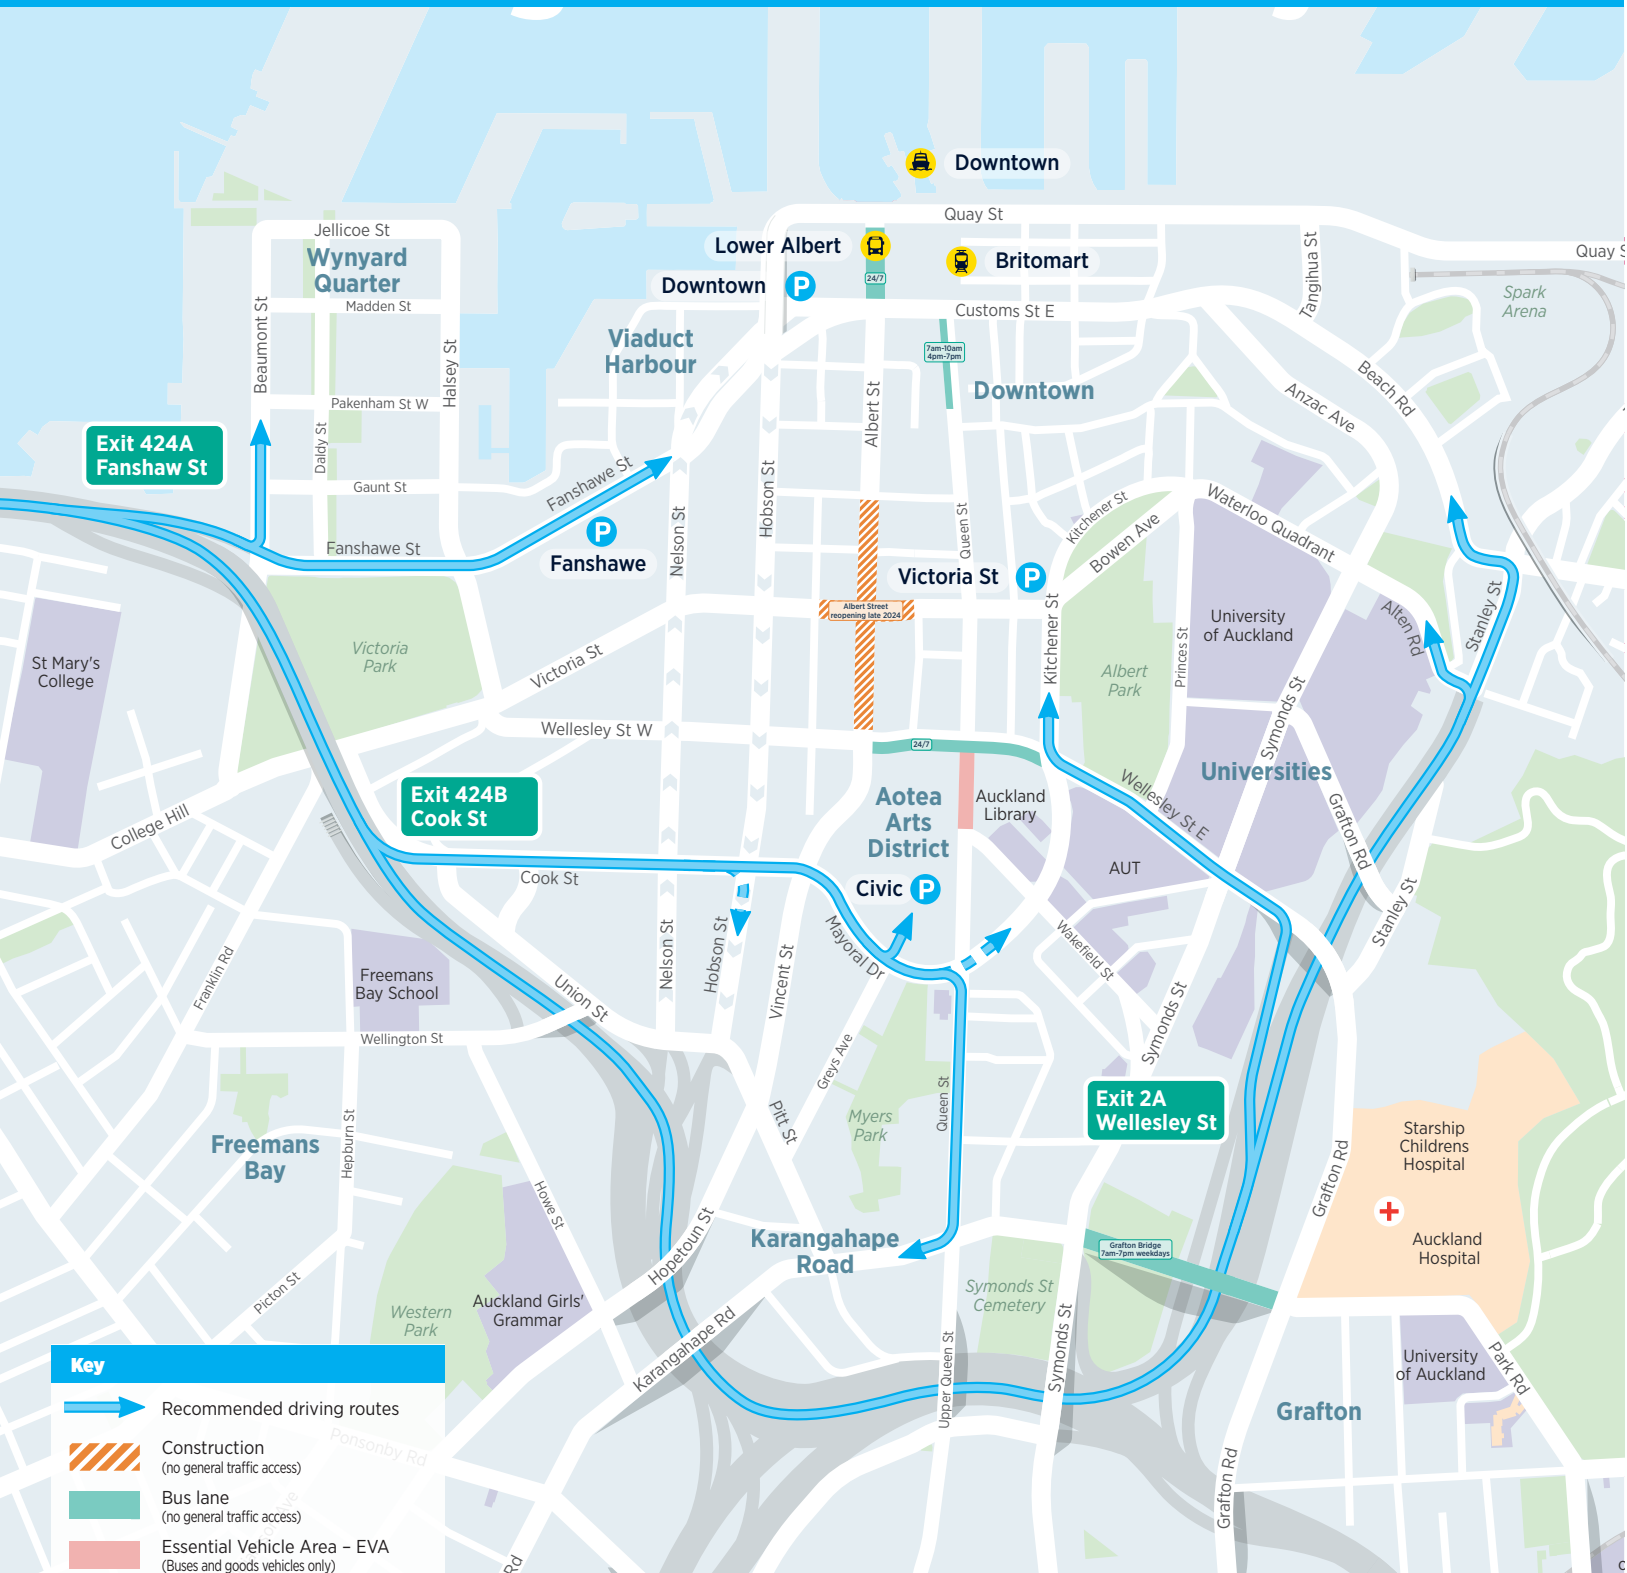 Downtown
Quay St
Jellicoe St
Wynyard
Quarter
Lower Albert
Britomart
Quay S
Tangihua St
Downtown
24/7
Madden St
Customs St E
Spark
Arena
Viaduct
Harbour
7am-10am
4pm-7pm
Downtown
Beaumont St
Halsey St
Albert St
Beach Rd
Anzac Ave
Pakenham St W
Exit 424A
Fanshaw St
Daldy St
Gaunt St
Fanshawe St
Hobson St
Nelson St
Queen St
Kitchener St
Bowen Ave
Waterloo Quadrant
Fanshawe St
Fanshawe
Victoria St
Albert Street
reopening late 2024
Kitchener St
Princes St
University
of Auckland
Alten Rd
Stanley St
St Mary's
College
Victoria
Park
Victoria St
Albert
Park
Symonds St
Wellesley St W
24/7
Universities
Wellesley St E
Grafton Rd
College Hill
Exit 424B
Cook St
Aotea
Arts
District
Auckland
Library
AUT
Cook St
Civic
Stanley St
Franklin Rd
Freemans
Bay School
Nelson St
Hobson St
Vincent St
Mayoral Dr
Wakefield St
Union St
Wellington St
Symonds St
Greys Ave
Queen St
Pitt St
Myers
Park
Exit 2A
Wellesley St
Freemans
Bay
Hepburn St
Howe St
Starship
Childrens
Hospital
Grafton Rd
Auckland
Hospital
Hopetoun St
Karangahape
Road
Grafton Bridge
7am-7pm weekdays
Symonds St
Cemetery
Picton St
Western
Park
Auckland Girls'
Grammar
Karangahape Rd
Upper Queen St
Symonds St
University
of Auckland
Park Rd
Grafton
Grafton Rd
Key
Recommended driving routes
Construction
(no general traffic access)
Ponsonby Rd
Bus lane
(no general traffic access)
Ave
Essential Vehicle Area – EVA
(Buses and goods vehicles only)
Rd
P
P
P
P